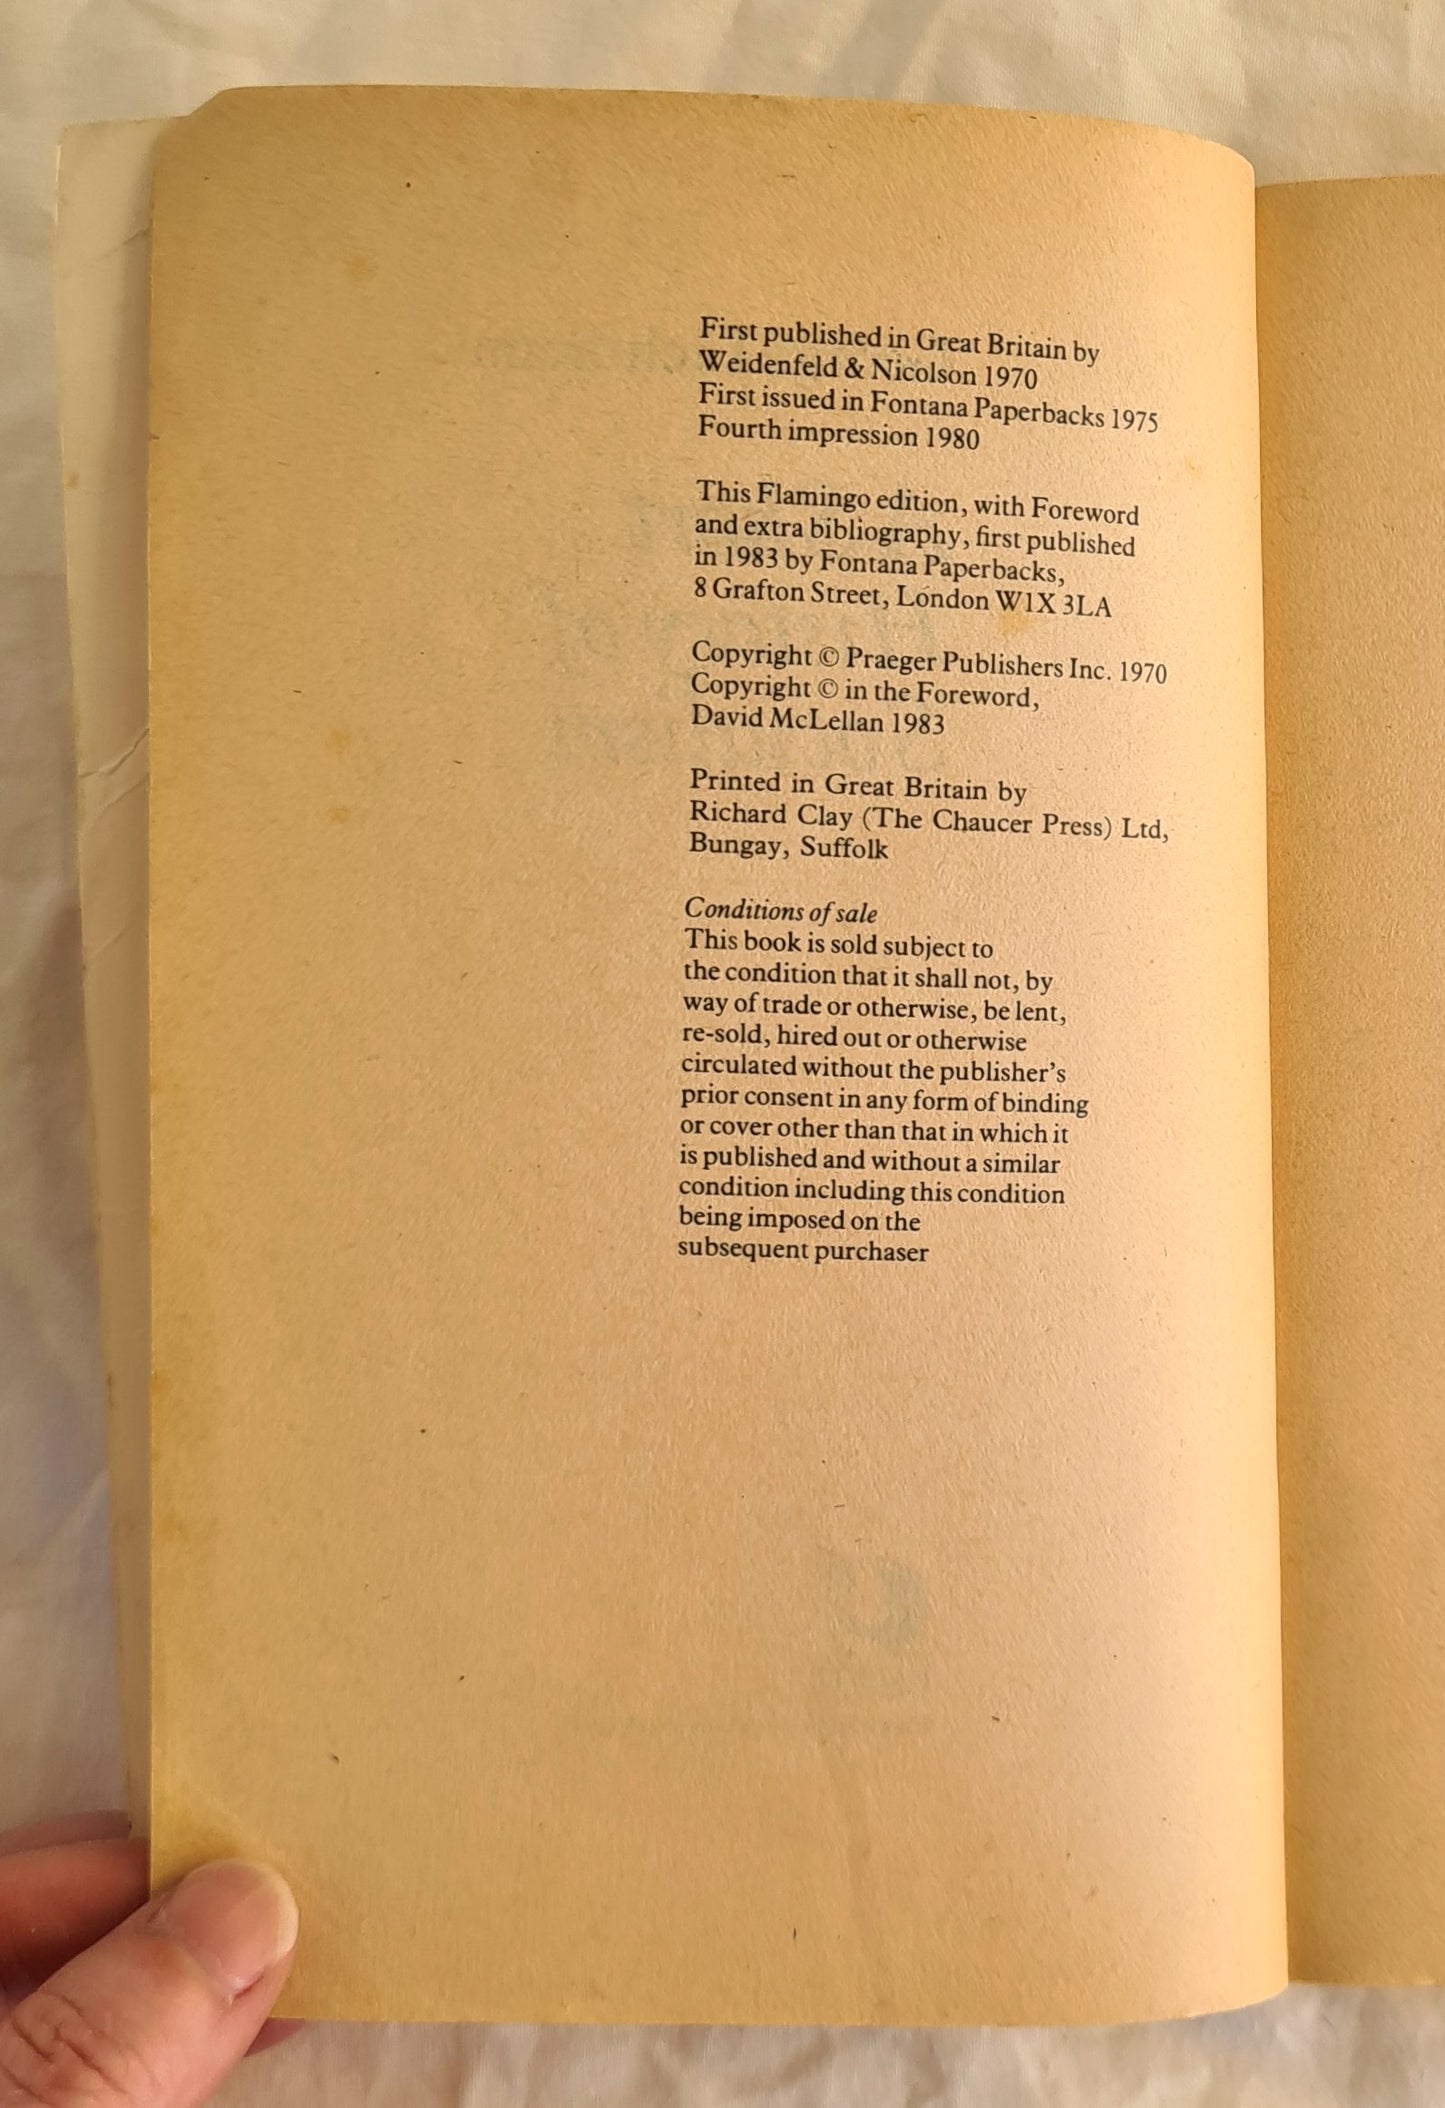 First published in Great Britain by
Weidenfeld & Nicolson 1970
First issued in Fontana Paperbacks 1975
Fourth impression 1980
This Flamingo edition, with Foreword
and extra bibliography, first published
in 1983 by Fontana Paperbacks,
8 Grafton Street, London W1X 3LA
Copyright © Praeger Publishers Inc. 1970
Copyright © in the Foreword,
David McLellan 1983
Printed in Great Britain by
Richard Clay (The Chaucer Press) Ltd,
Bungay, Suffolk
Conditions of sale
This book is sold subject to
the condition that it shall not, by
way of trade or otherwise, be lent,
re-sold, hired out or otherwise
circulated without the publisher's
prior consent in any form of binding
or cover other than that in which it
is published and without a similar
condition including this condition
being imposed on the
subsequent purchaser